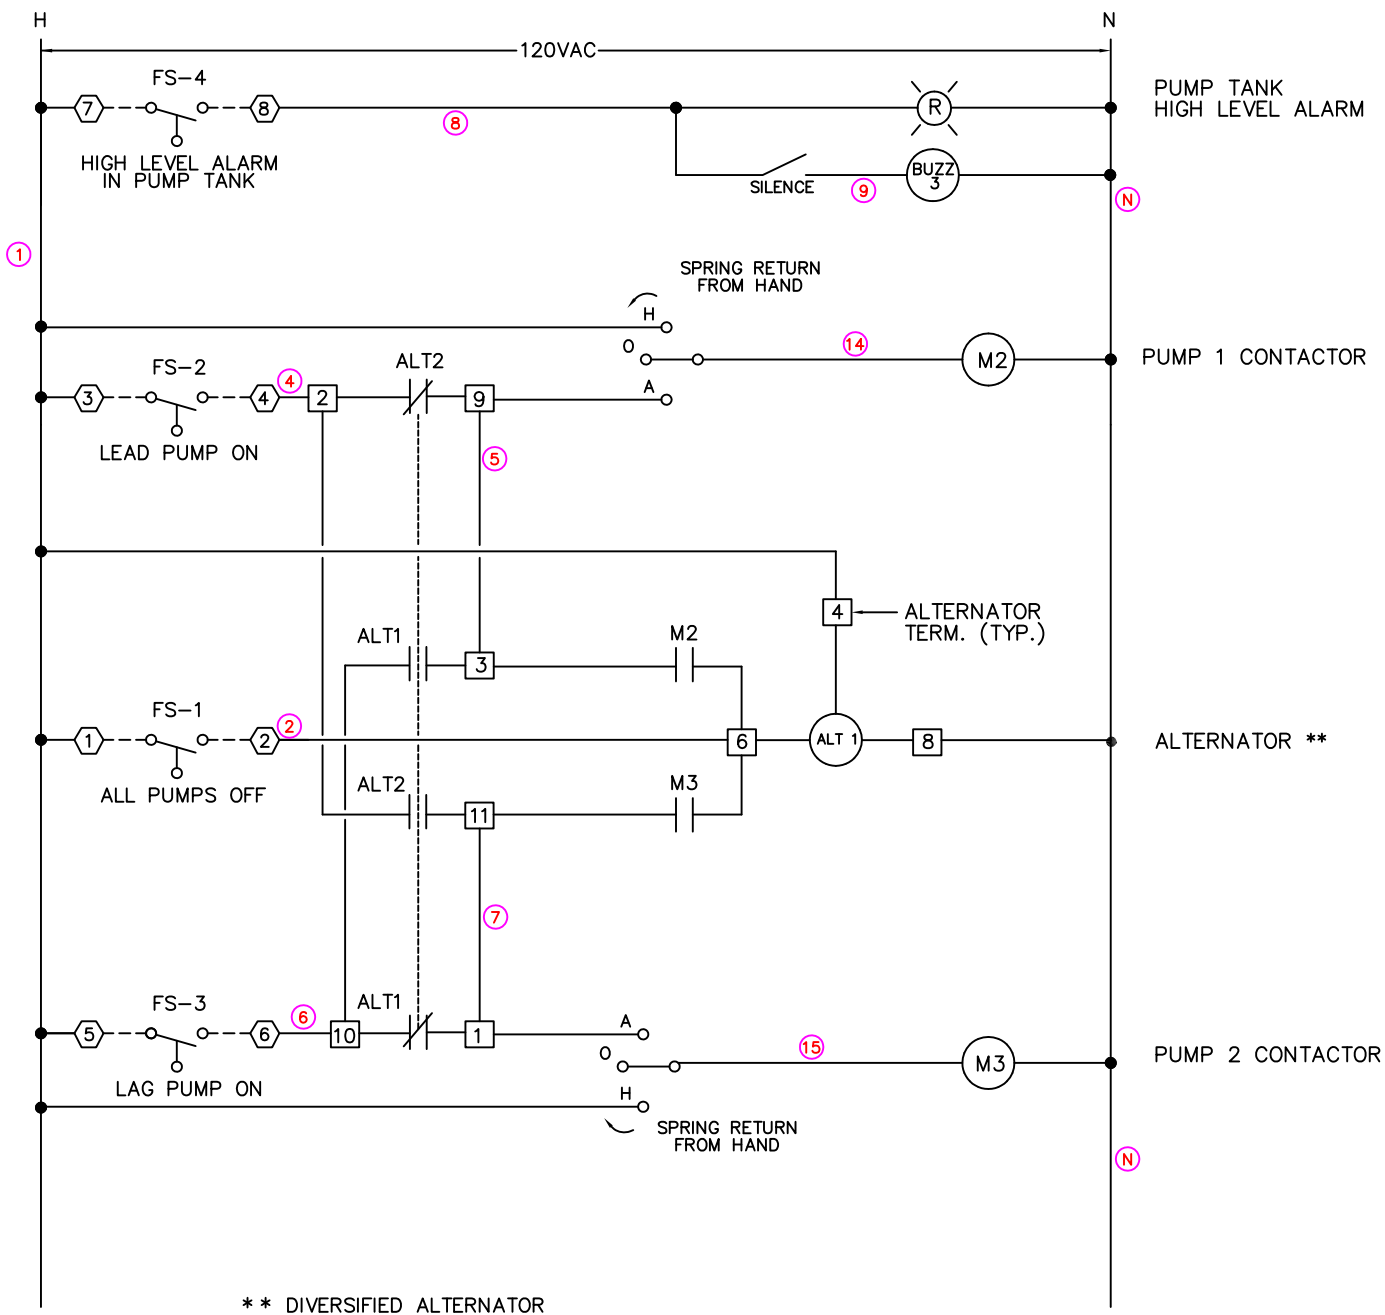 H
N
120VAC
FS-4
7
8
HIGH LEVEL ALARM
IN PUMP TANK
8
R
PUMP TANK
HIGH LEVEL ALARM
SILENCE
9
BUZZ
3
N
1
SPRING RETURN
FROM HAND
H
O
A
14
M2
PUMP 1 CONTACTOR
FS-2
3
4
4
2
ALT2
9
LEAD PUMP ON
5
4
ALTERNATOR
TERM. (TYP.)
ALT1
3
M2
FS-1
1
2
2
6
ALT 1
8
ALTERNATOR **
ALL PUMPS OFF
ALT2
11
M3
7
FS-3
5
6
6
10
ALT1
1
LAG PUMP ON
A
O
H
15
M3
PUMP 2 CONTACTOR
SPRING RETURN
FROM HAND
N
** DIVERSIFIED ALTERNATOR